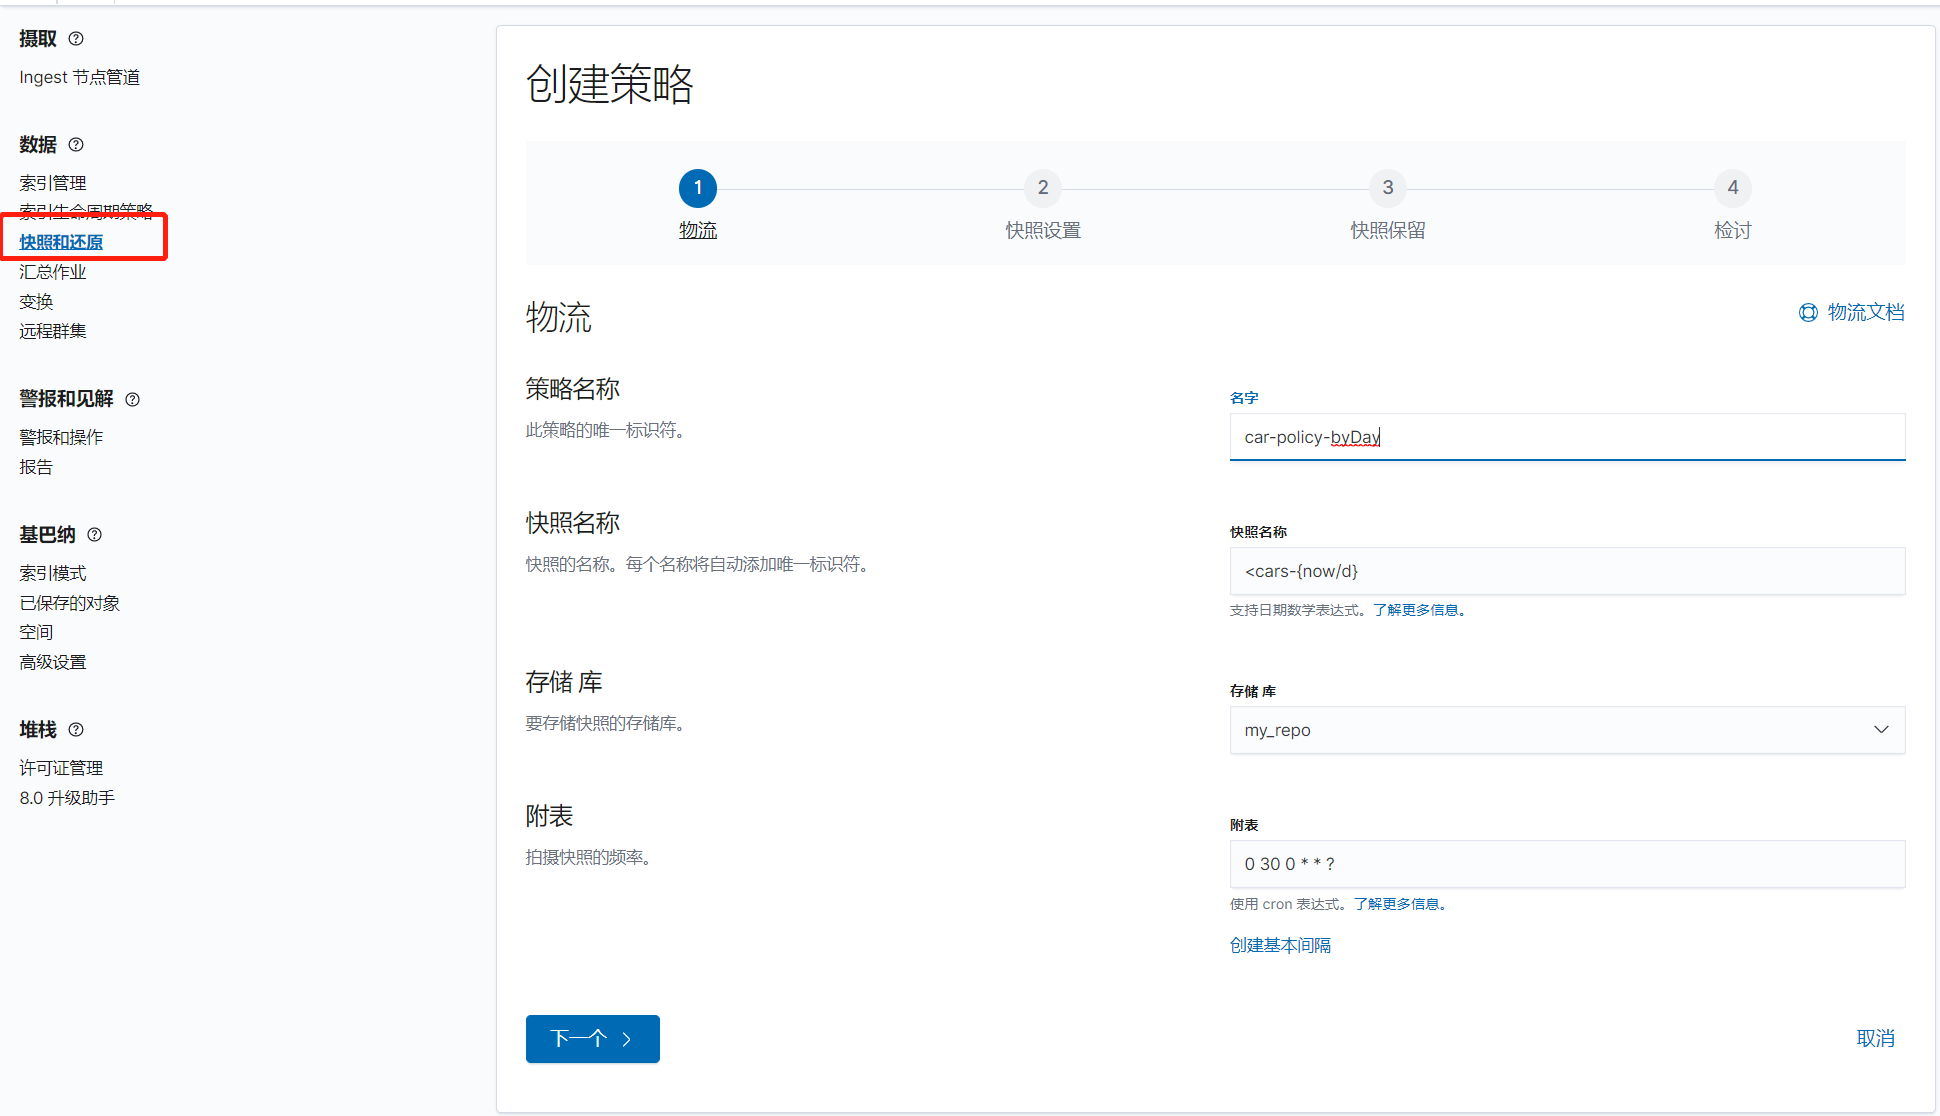 摄取
Ingest 节点管道
数据
索引管理
索引生命周期策略
快照和还原
汇总作业
变换
远程群集
警报和见解
警报和操作
报告
基巴纳
索引模式
已保存的对象
空间
高级设置
堆栈
许可证管理
8.0 升级助手
创建策略
1
物流
2
快照设置
3
快照保留
4
检讨
物流
物流文档
策略名称
此策略的唯一标识符。
名字
car-policy-byDay
快照名称
快照的名称。每个名称将自动添加唯一标识符。
快照名称
<cars-{now/d}
支持日期数学表达式。了解更多信息。
存储 库
要存储快照的存储库。
存储 库
my_repo
附表
拍摄快照的频率。
附表
0 30 0 * * ?
使用 cron 表达式。了解更多信息。
创建基本间隔
下一个
取消